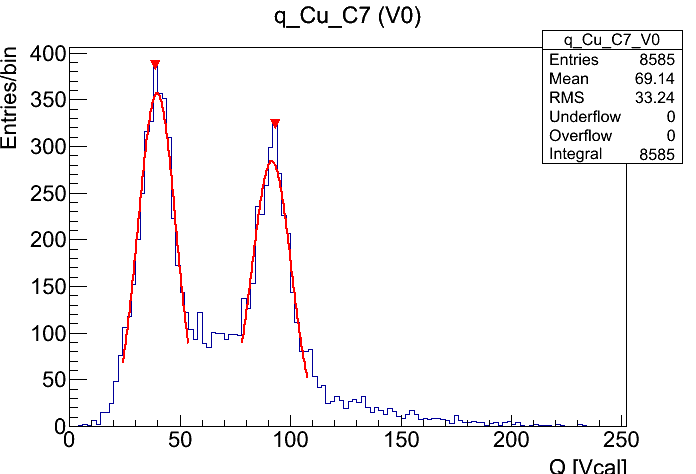 q_Cu_C7 (V0)
q_Cu_C7_V0
Entries 8585
Mean 69.14
RMS 33.24
Underflow 0
Overflow 0
Integral 8585
Entries/bin
400
350
300
250
200
150
100
50
0
0 50 100 150 200 250
Q [Vcal]